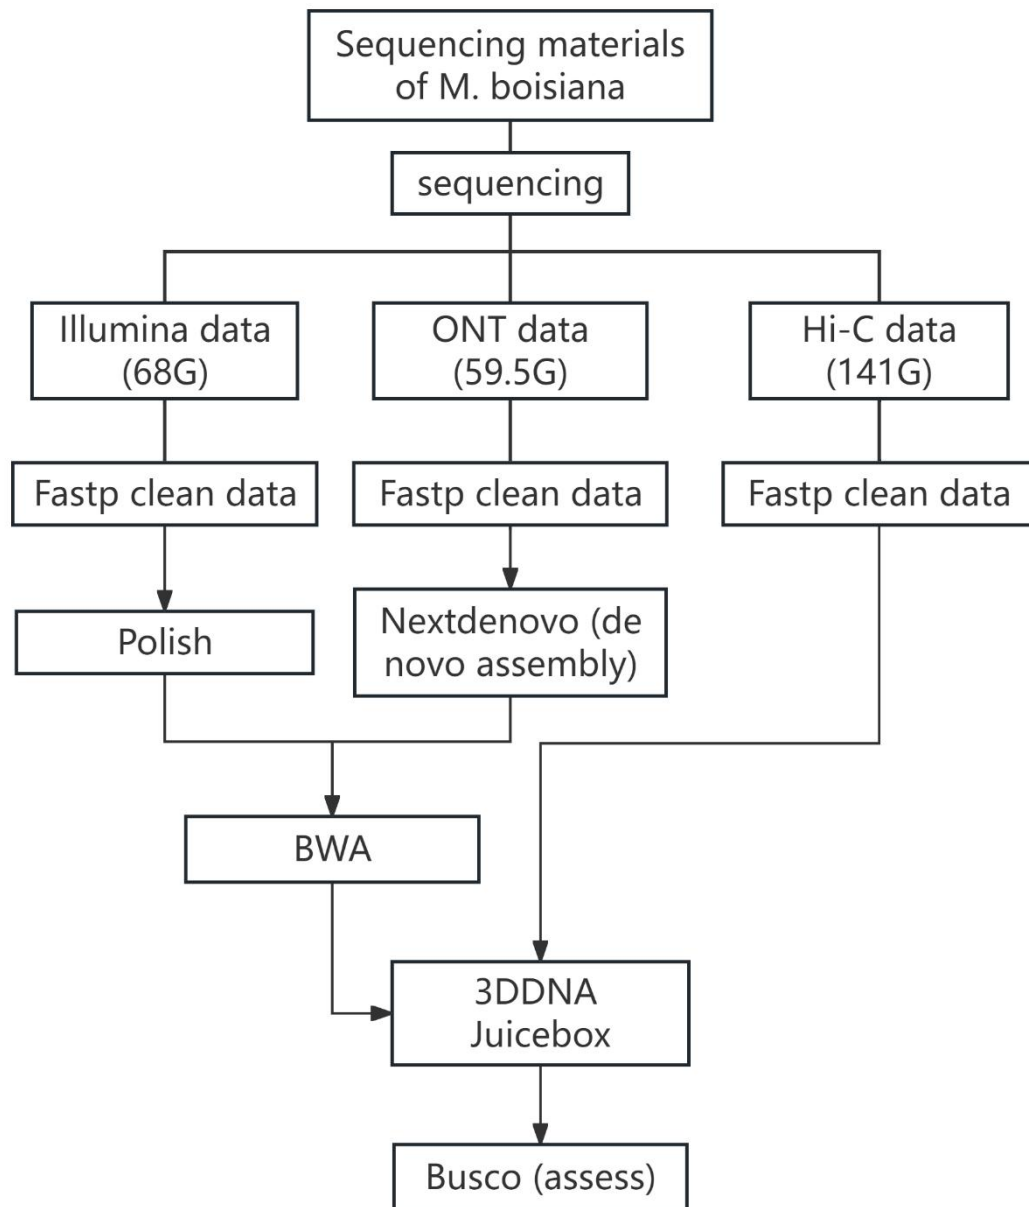 Sequencing materials
of M. boisiana
sequencing
Illumina data
(68G)
ONT data
(59.5G)
Hi-C data
(141G)
Fastp clean data
Fastp clean data
Fastp clean data
Polish
Nextdenovo (de
novo assembly)
BWA
3DDNA
Juicebox
Busco (assess)